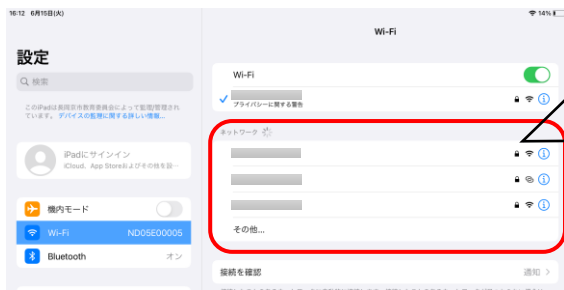 16:12 6月15日(火)
14%
設定
検索
このiPadは長岡京市教育委員会によって監視/管理され
ています。デバイスの監理に関する詳しい情報...
iPadにサインイン
iCloud、App Storeおよびその他を設…
機内モード
Wi-Fi ND05E00005
Bluetooth オン
Wi-Fi
Wi-Fi
プライバシーに関する警告
ネットワーク
その他...
接続を確認 通知